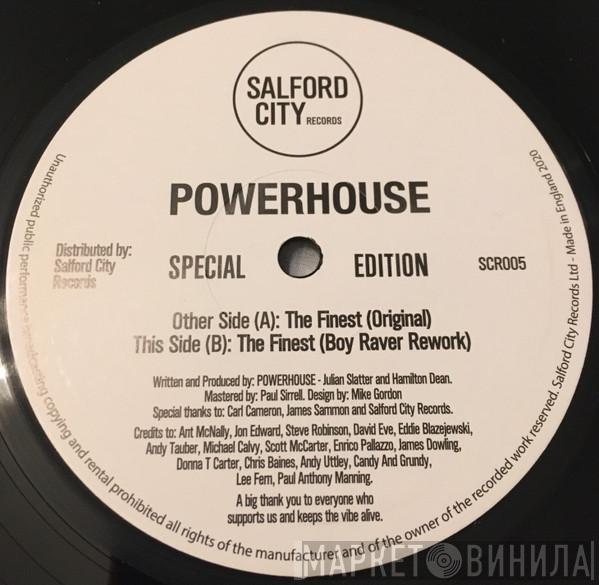 SALFORD
CITY RECORDS
POWERHOUSE
Distributed by:
Salford City
Records
SPECIAL EDITION
SCR005
Other Side (A): The Finest (Original)
This Side (B): The Finest (Boy Raver Rework)
Written and Produced by: POWERHOUSE - Julian Slatter and Hamilton Dean.
Mastered by: Paul Sirrell. Design by: Mike Gordon
Special thanks to: Carl Cameron, James Sammon and Salford City Records.
Credits to: Ant McNally, Jon Edward, Steve Robinson, David Eve, Eddie Blazejewski,
Andy Tauber, Michael Calvy, Scott McCarter, Enrico Pallazzo, James Dowling,
Donna T Carter, Chris Baines, Andy Uttley, Candy And Grundy,
Lee Fern, Paul Anthony Manning.
A big thank you to everyone who
supports us and keeps the vibe alive.
Unauthorized public performance broadcasting copying and rental prohibited all rights of the manufacturer and of the owner of the recorded work reserved. Salford City Records Ltd - Made in England 2020
МАРКЕТ ВИНИЛА